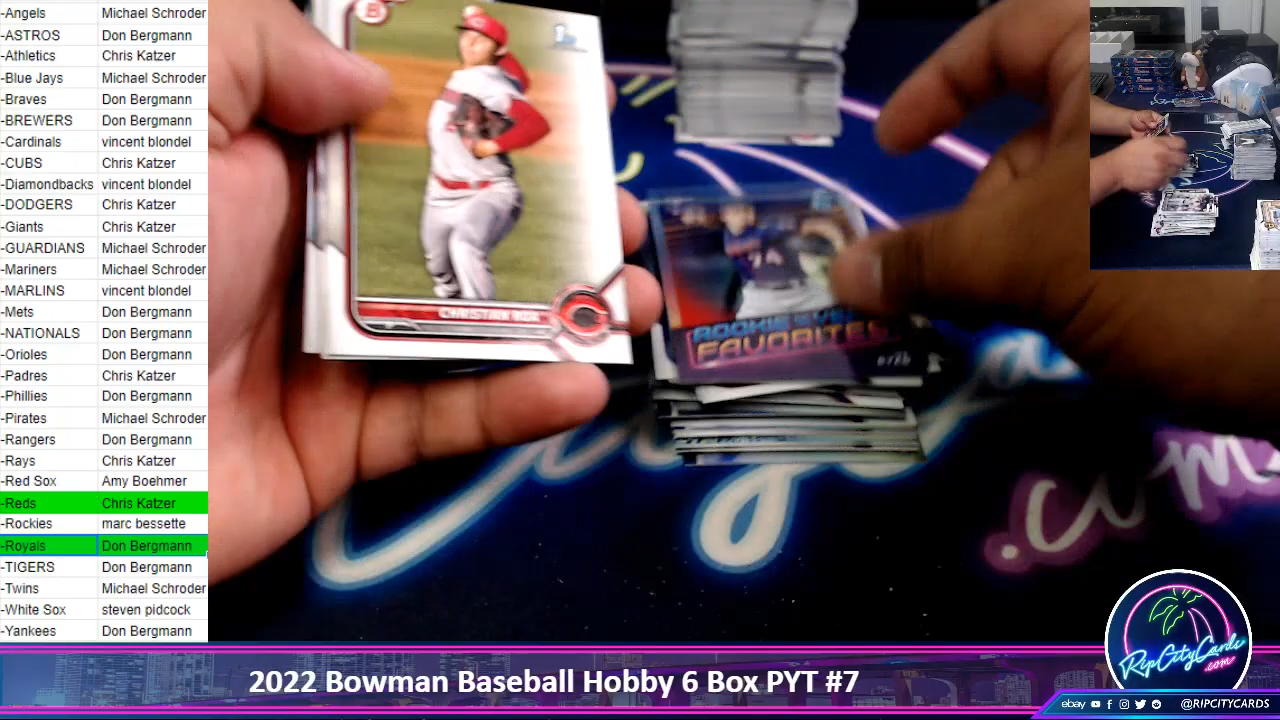 -Angels Michael Schroder
-ASTROS Don Bergmann
-Athletics Chris Katzer
-Blue Jays Michael Schroder
-Braves Don Bergmann
-BREWERS Don Bergmann
-Cardinals vincent blondel
-CUBS Chris Katzer
-Diamondbacks vincent blondel
-DODGERS Chris Katzer
-Giants Chris Katzer
-GUARDIANS Michael Schroder
-Mariners Michael Schroder
-MARLINS vincent blondel
-Mets Don Bergmann
-NATIONALS Don Bergmann
-Orioles Don Bergmann
-Padres Chris Katzer
-Phillies Don Bergmann
-Pirates Michael Schroder
-Rangers Don Bergmann
-Rays Chris Katzer
-Red Sox Amy Boehmer
-Reds Chris Katzer
-Rockies marc bessette
-Royals Don Bergmann
-TIGERS Don Bergmann
-Twins Michael Schroder
-White Sox steven pidcock
-Yankees Don Bergmann
CHRISTIAN ROA
74
FAVORITES
.com
RipCityCards
.com
2022 Bowman Baseball Hobby 6 Box PYT #7
ebay @RIPCITYCARDS